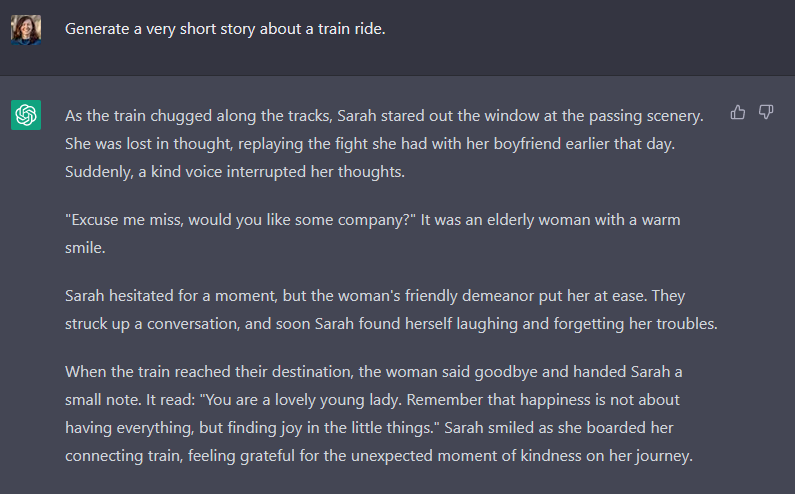 Generate a very short story about a train ride.
As the train chugged along the tracks, Sarah stared out the window at the passing scenery.
She was lost in thought, replaying the fight she had with her boyfriend earlier that day.
Suddenly, a kind voice interrupted her thoughts.
"Excuse me miss, would you like some company?" It was an elderly woman with a warm
smile.
Sarah hesitated for a moment, but the woman's friendly demeanor put her at ease. They
struck up a conversation, and soon Sarah found herself laughing and forgetting her troubles.
When the train reached their destination, the woman said goodbye and handed Sarah a
small note. It read: "You are a lovely young lady. Remember that happiness is not about
having everything, but finding joy in the little things." Sarah smiled as she boarded her
connecting train, feeling grateful for the unexpected moment of kindness on her journey.